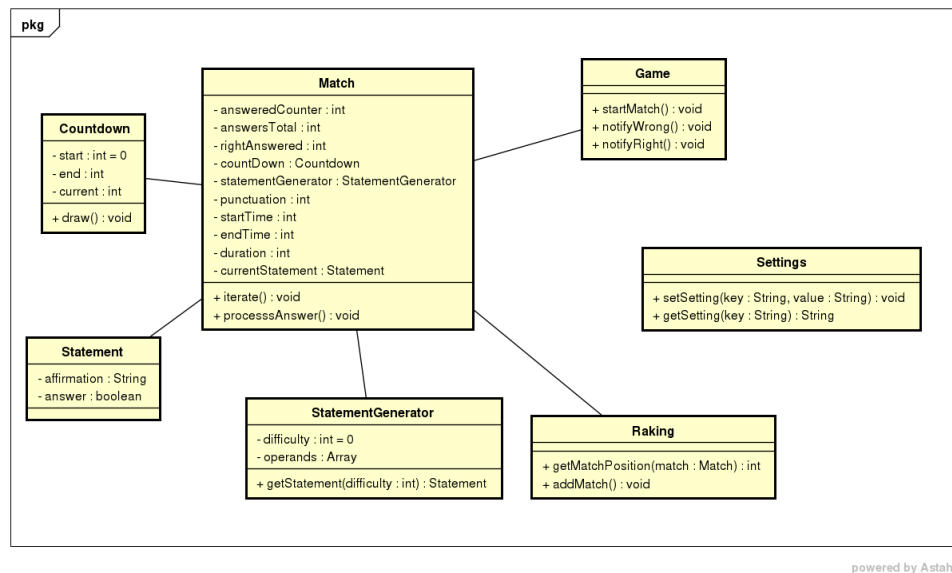 pkg
Match
- answeredCounter : int
- answersTotal : int
- rightAnswered : int
- countDown : Countdown
- statementGenerator : StatementGenerator
- punctuation : int
- startTime : int
- endTime : int
- duration : int
- currentStatement : Statement
+ iterate() : void
+ processsAnswer() : void
Game
+ startMatch() : void
+ notifyWrong() : void
+ notifyRight() : void
Countdown
- start : int = 0
- end : int
- current : int
+ draw() : void
Settings
+ setSetting(key : String, value : String) : void
+ getSetting(key : String) : String
Statement
- affirmation : String
- answer : boolean
StatementGenerator
- difficulty : int = 0
- operands : Array
+ getStatement(difficulty : int) : Statement
Raking
+ getMatchPosition(match : Match) : int
+ addMatch() : void
powered by Astah